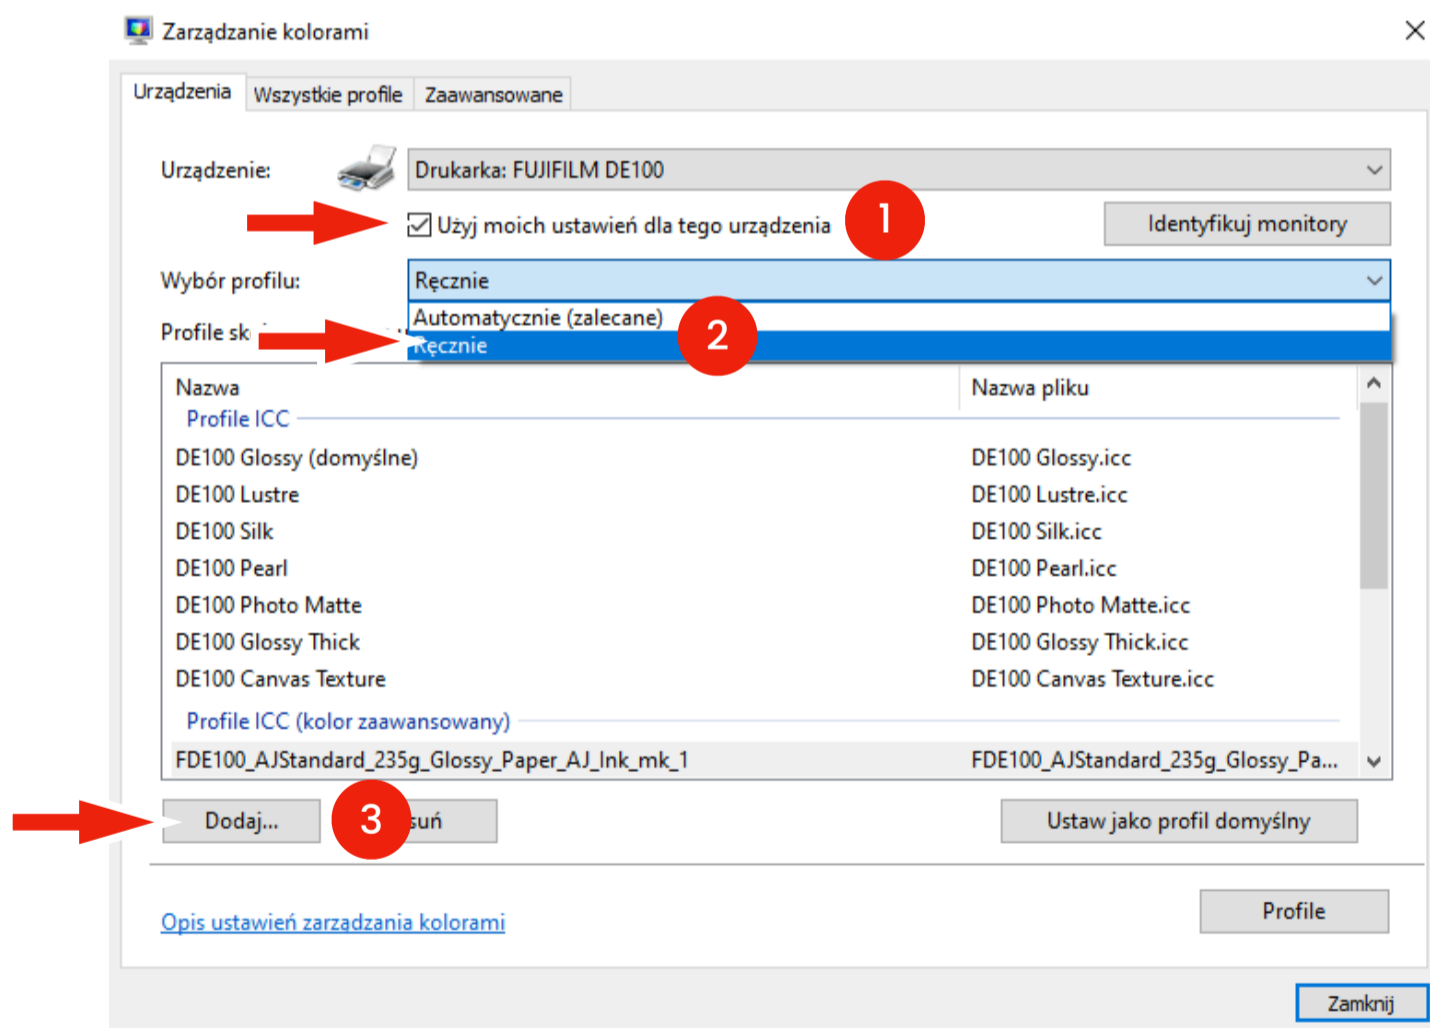 Zarządzanie kolorami
Urządzenia Wszystkie profile Zaawansowane
Urządzenie: Drukarka: FUJIFILM DE100
Użyj moich ustawień dla tego urządzenia 1 Identyfikuj monitory
Wybór profilu: Ręcznie
Automatycznie (zalecane) 2
Profile
Ręcznie
Nazwa Nazwa pliku
Profile ICC
DE100 Glossy (domyślne) DE100 Glossy.icc
DE100 Lustre DE100 Lustre.icc
DE100 Silk DE100 Silk.icc
DE100 Pearl DE100 Pearl.icc
DE100 Photo Matte DE100 Photo Matte.icc
DE100 Glossy Thick DE100 Glossy Thick.icc
DE100 Canvas Texture DE100 Canvas Texture.icc
Profile ICC (kolor zaawansowany)
FDE100_AJStandard_235g_Glossy_Paper_AJ_Ink_mk_1 FDE100_AJStandard_235g_Glossy_Pa...
Dodaj... 3 suń Ustaw jako profil domyślny
Opis ustawień zarządzania kolorami Profile
Zamknij